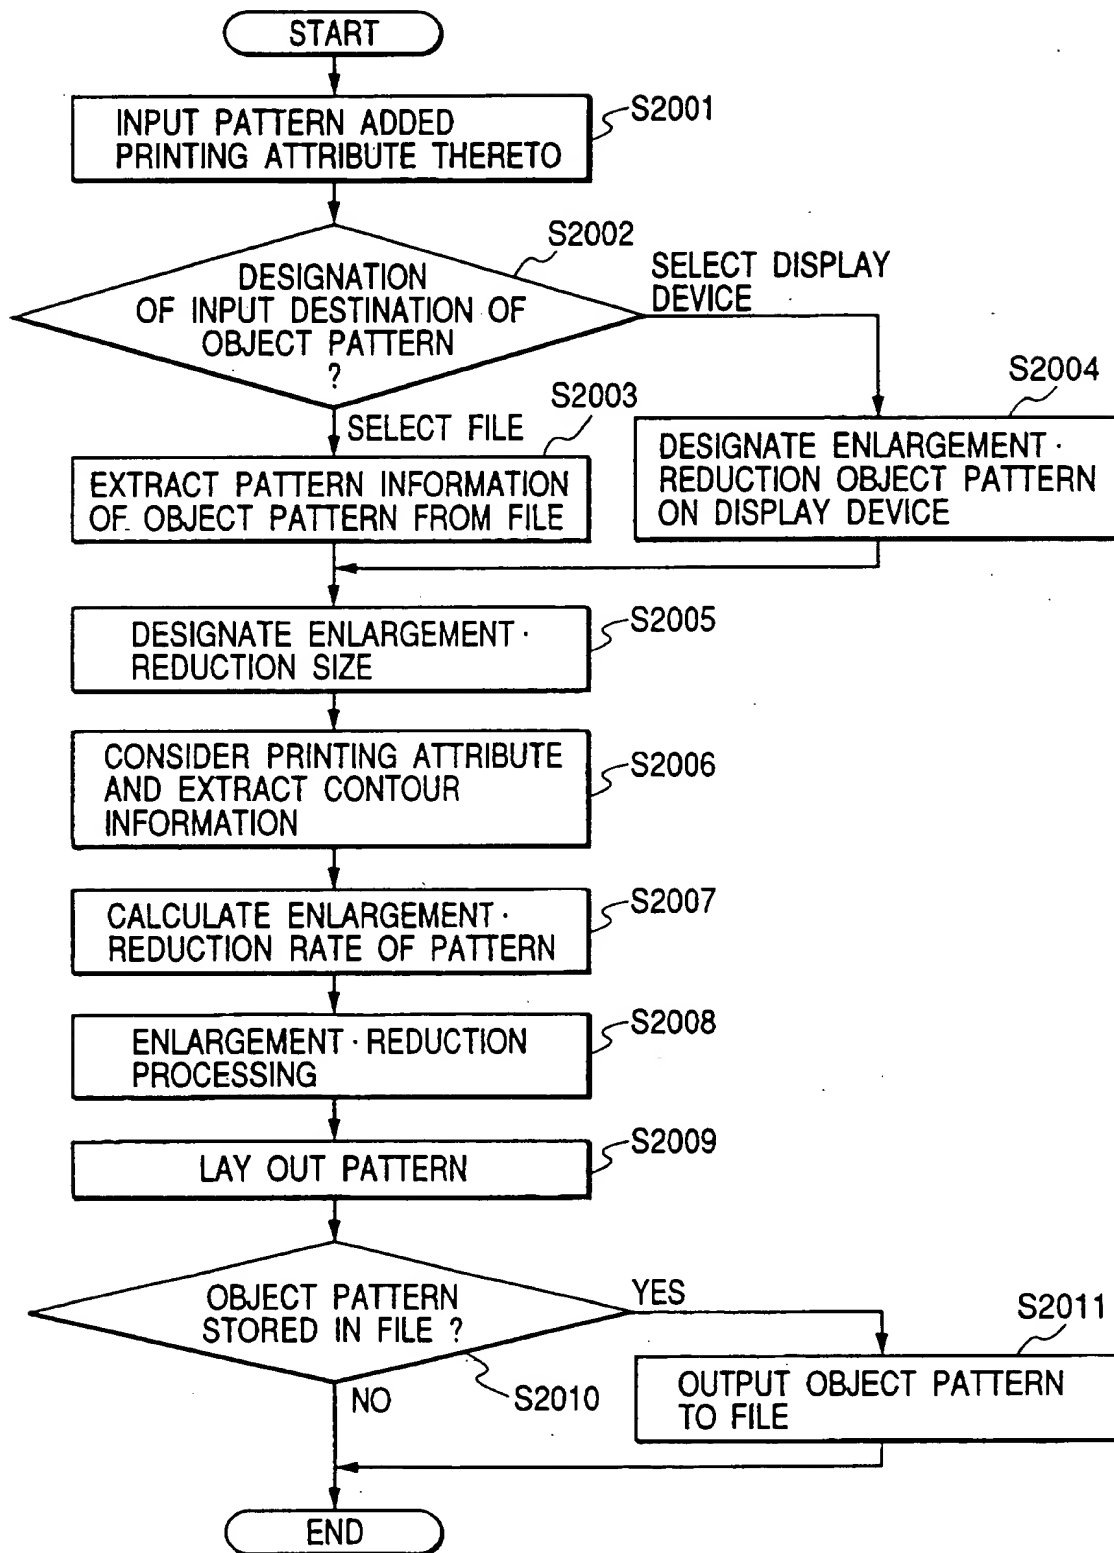 START
INPUT PATTERN ADDED
PRINTING ATTRIBUTE THERETO
S2001
DESIGNATION
OF INPUT DESTINATION OF
OBJECT PATTERN
?
S2002
SELECT DISPLAY
DEVICE
SELECT FILE
S2003
EXTRACT PATTERN INFORMATION
OF OBJECT PATTERN FROM FILE
S2004
DESIGNATE ENLARGEMENT·
REDUCTION OBJECT PATTERN
ON DISPLAY DEVICE
DESIGNATE ENLARGEMENT·
REDUCTION SIZE
S2005
CONSIDER PRINTING ATTRIBUTE
AND EXTRACT CONTOUR
INFORMATION
S2006
CALCULATE ENLARGEMENT·
REDUCTION RATE OF PATTERN
S2007
ENLARGEMENT·REDUCTION
PROCESSING
S2008
LAY OUT PATTERN
S2009
OBJECT PATTERN
STORED IN FILE ?
S2010
YES
NO
S2011
OUTPUT OBJECT PATTERN
TO FILE
END